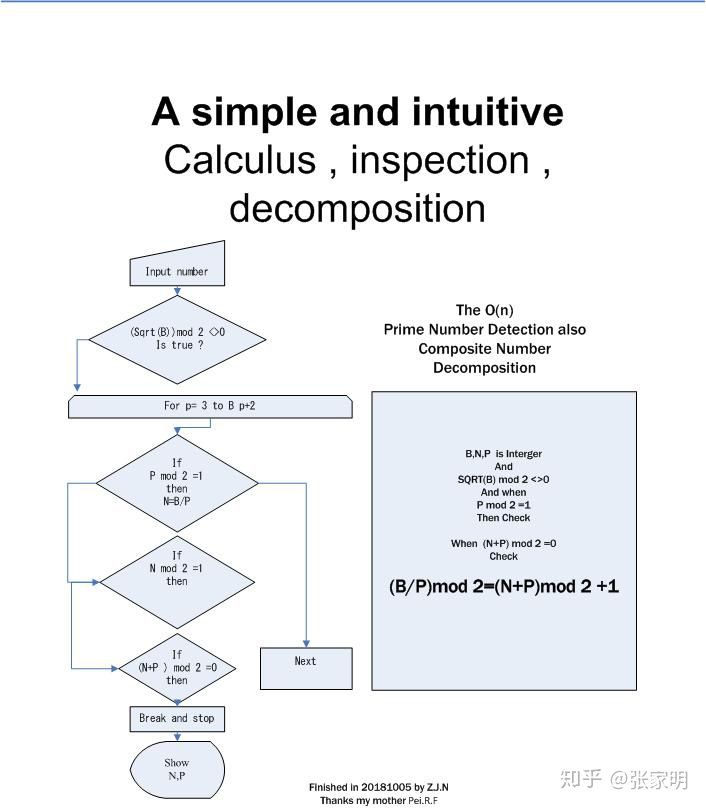 A simple and intuitive
Calculus , inspection ,
decomposition
Input number
(Sqrt(B))mod 2 <>0
Is true ?
For p= 3 to B p+2
If
P mod 2 =1
then
N=B/P
If
N mod 2 =1
then
If
(N+P ) mod 2 =0
then
Next
Break and stop
Show
N,P
The O(n)
Prime Number Detection also
Composite Number
Decomposition
B,N,P is Interger
And
SQRT(B) mod 2 <>0
And when
P mod 2 =1
Then Check
When (N+P) mod 2 =0
Check
(B/P)mod 2=(N+P)mod 2 +1
Finished in 20181005 by Z.J.N
Thanks my mother Pei.R.F
知乎 @张家明